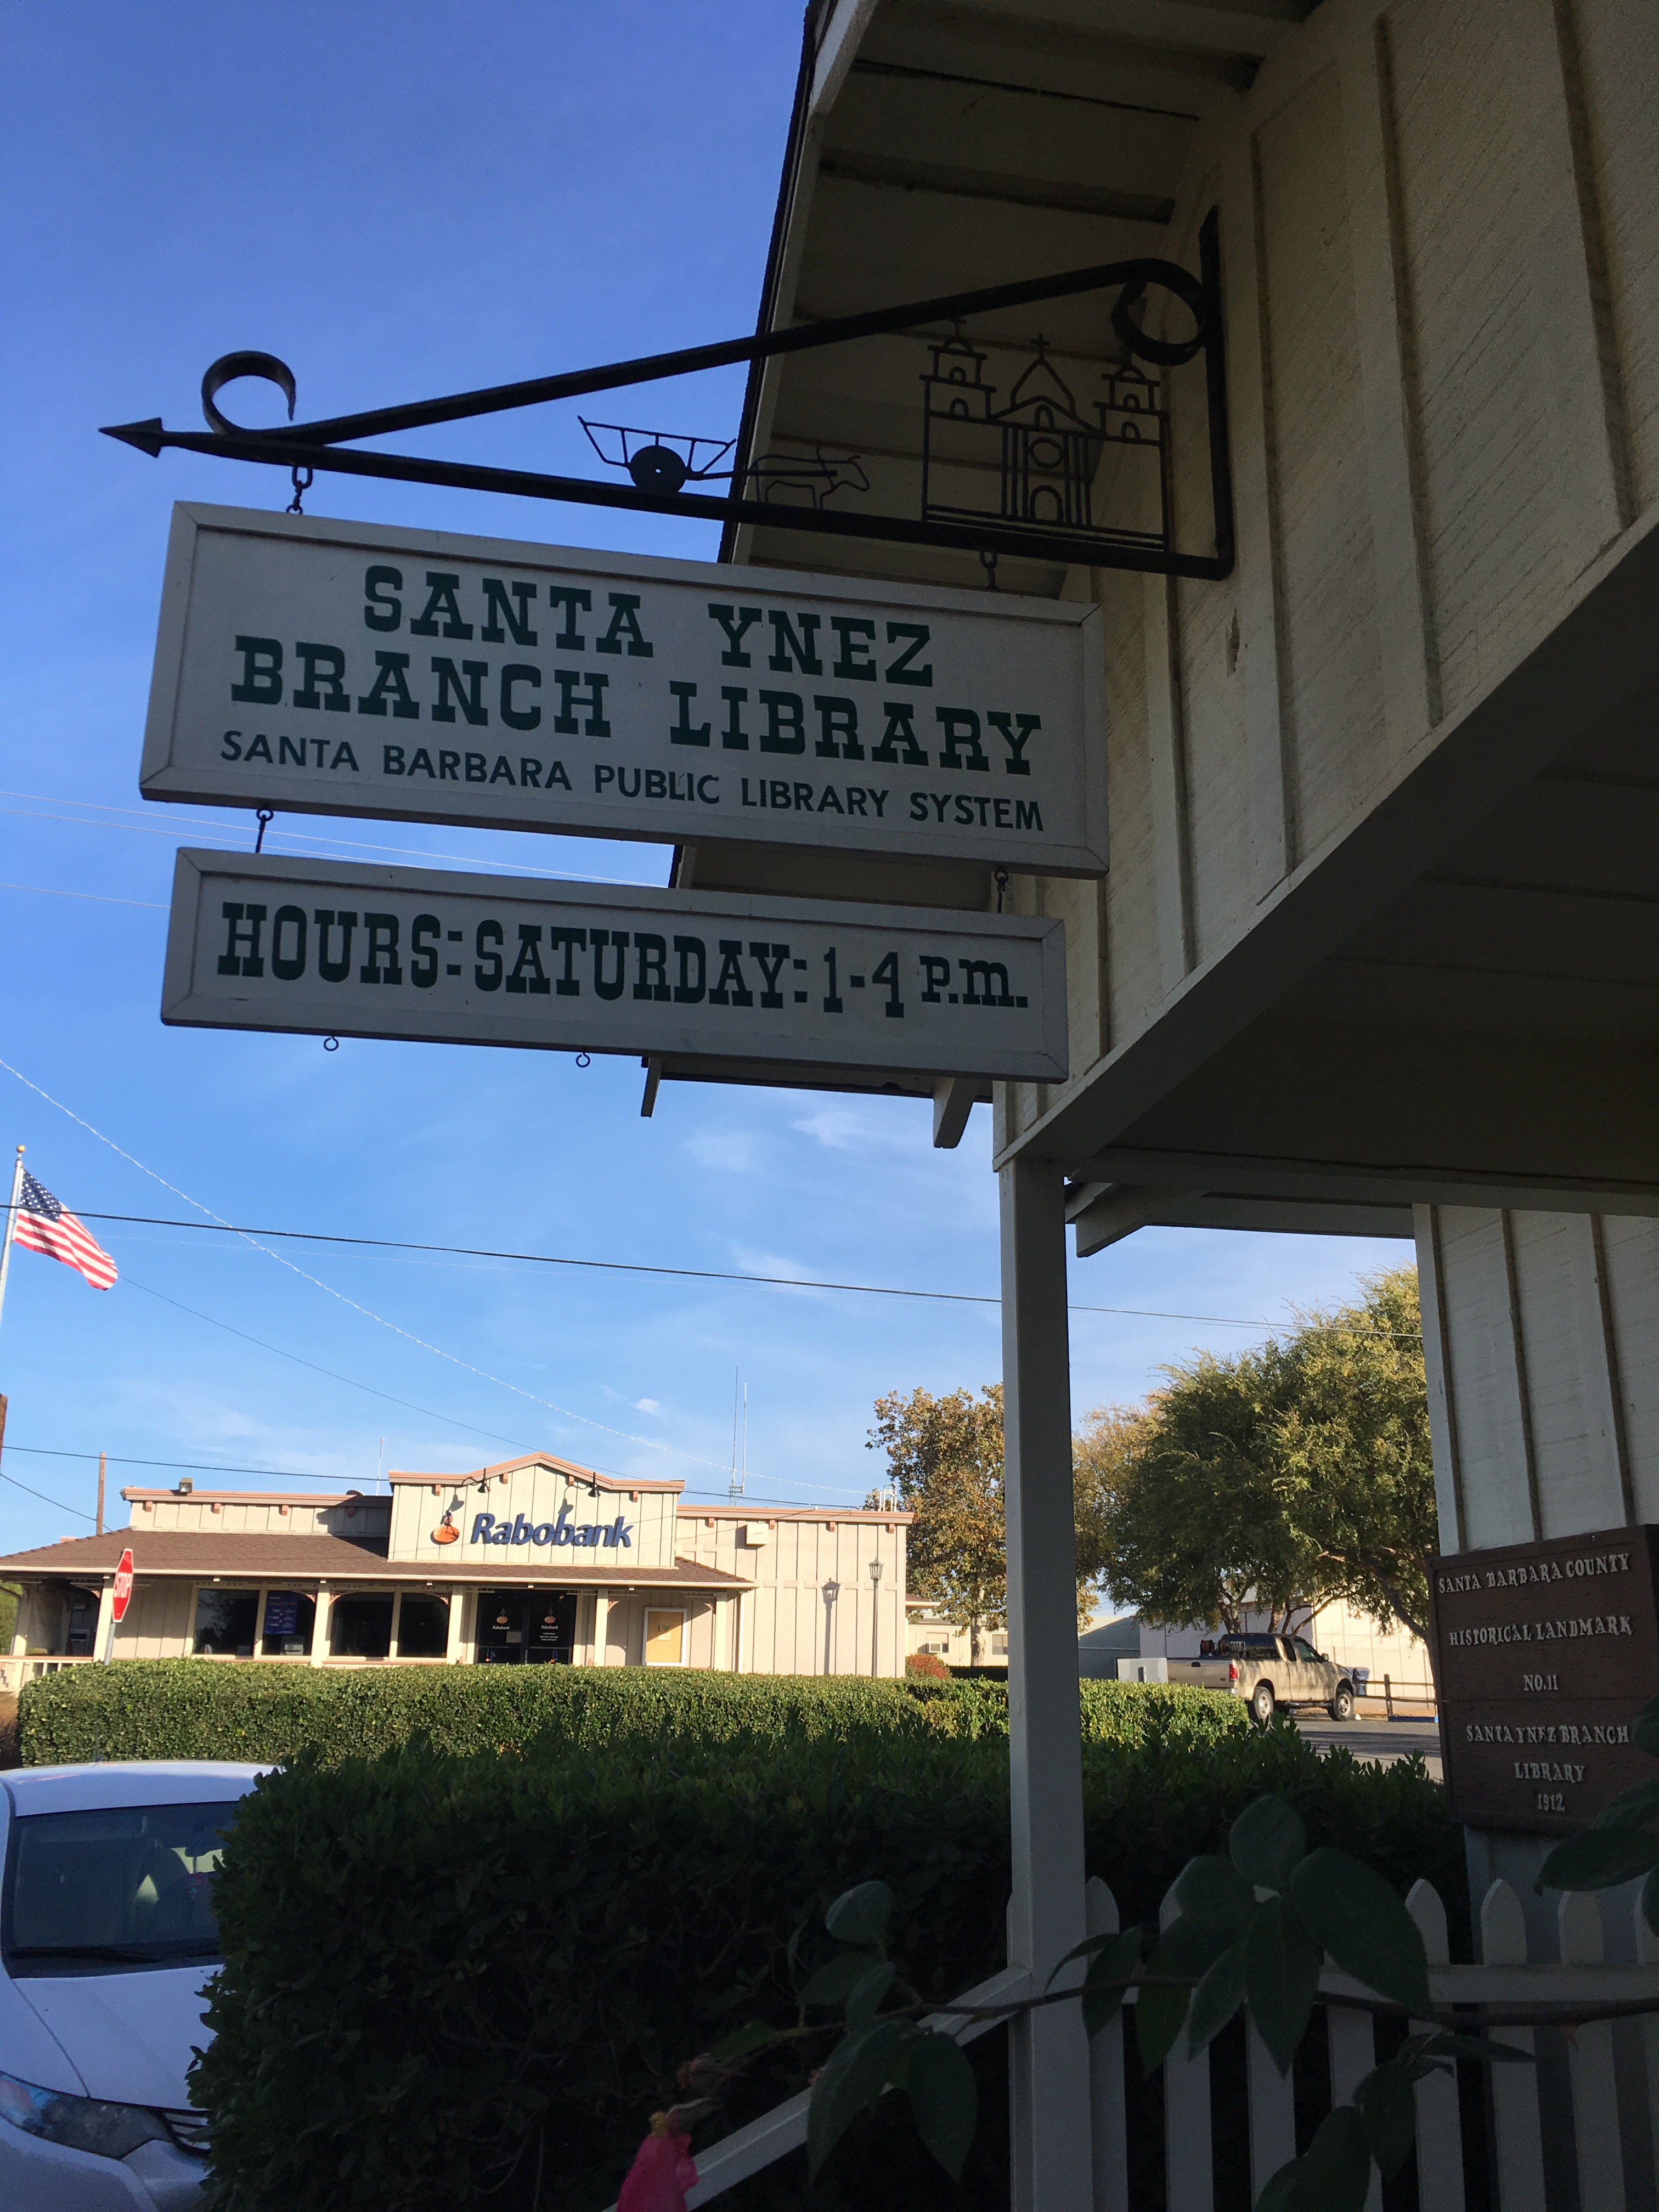 SANTA YNEZ
BRANCH LIBRARY
SANTA BARBARA PUBLIC LIBRARY SYSTEM
HOURS:SATURDAY:1-4 P.m.
Rabobank
STOP
SANTA BARBARA COUNTY
HISTORICAL LANDMARK
NO.11
SANTA YNEZ BRANCH
LIBRARY
1912